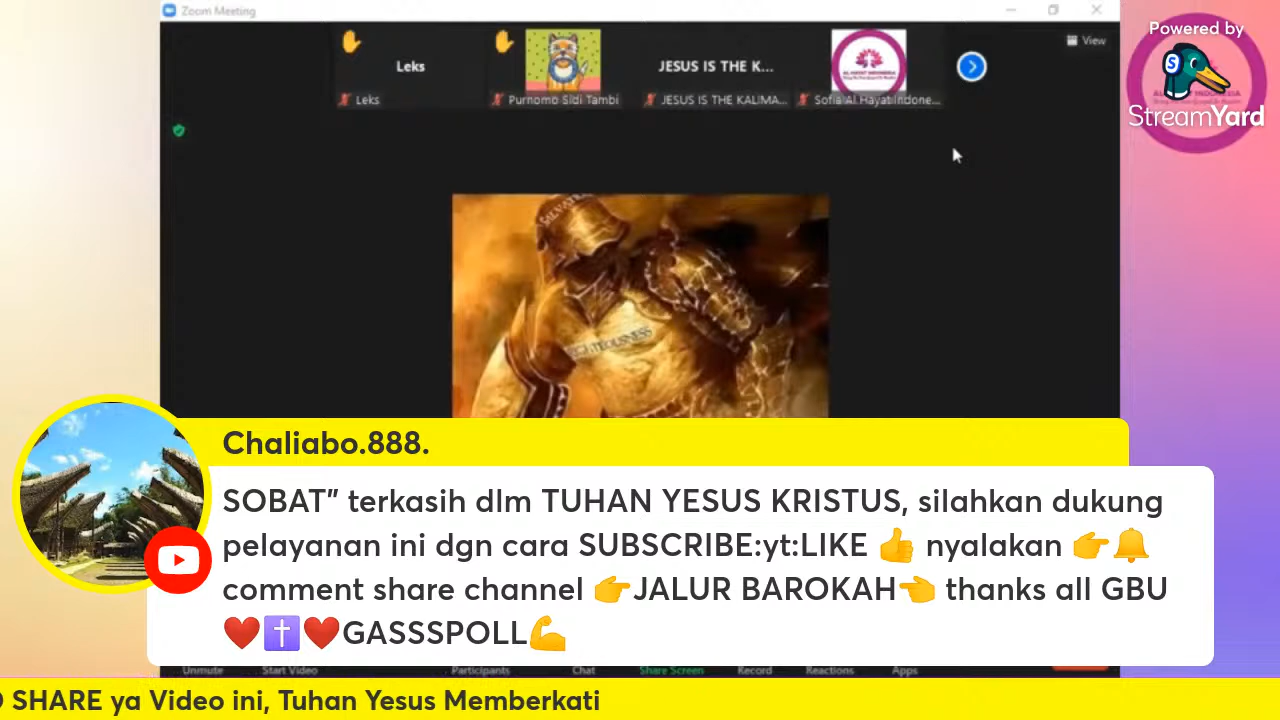 Zoom Meeting
Powered by
StreamYard
View
Leks
JESUS IS THE K...
Leks
Purnomo Sidi Tambi
JESUS IS THE KALIMA...
Sofia Al Hayat Indone...
Chaliabo.888.
SOBAT” terkasih dlm TUHAN YESUS KRISTUS, silahkan dukung
pelayanan ini dgn cara SUBSCRIBE:yt:LIKE 👍 nyalakan 👉🔔
comment share channel 👉JALUR BAROKAH👈 thanks all GBU
❤️✝️❤️GASSSPOLL💪
Unmute Start Video Participants Chat Share Screen Record Reactions Apps
SHARE ya Video ini, Tuhan Yesus Memberkati